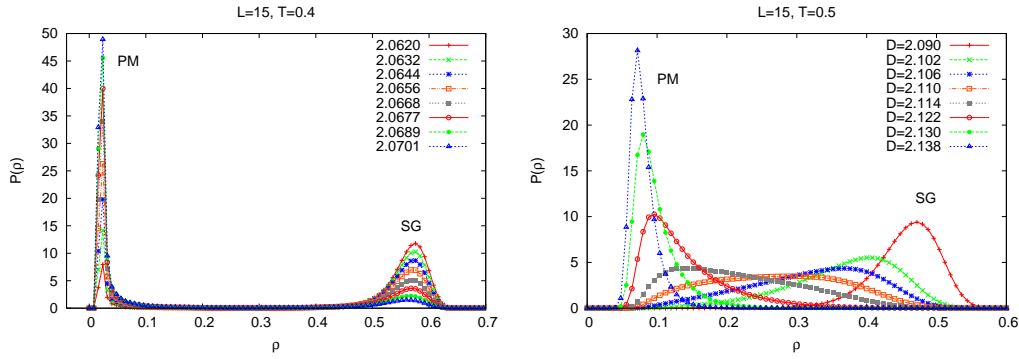 L=15, T=0.4
50
45
40
35
30
25
20
15
10
5
0
P(ρ)
PM
SG
2.0620
2.0632
2.0644
2.0656
2.0668
2.0677
2.0689
2.0701
0 0.1 0.2 0.3 0.4 0.5 0.6 0.7
ρ
L=15, T=0.5
30
25
20
15
10
5
0
P(ρ)
PM
SG
D=2.090
D=2.102
D=2.106
D=2.110
D=2.114
D=2.122
D=2.130
D=2.138
0 0.1 0.2 0.3 0.4 0.5 0.6
ρ